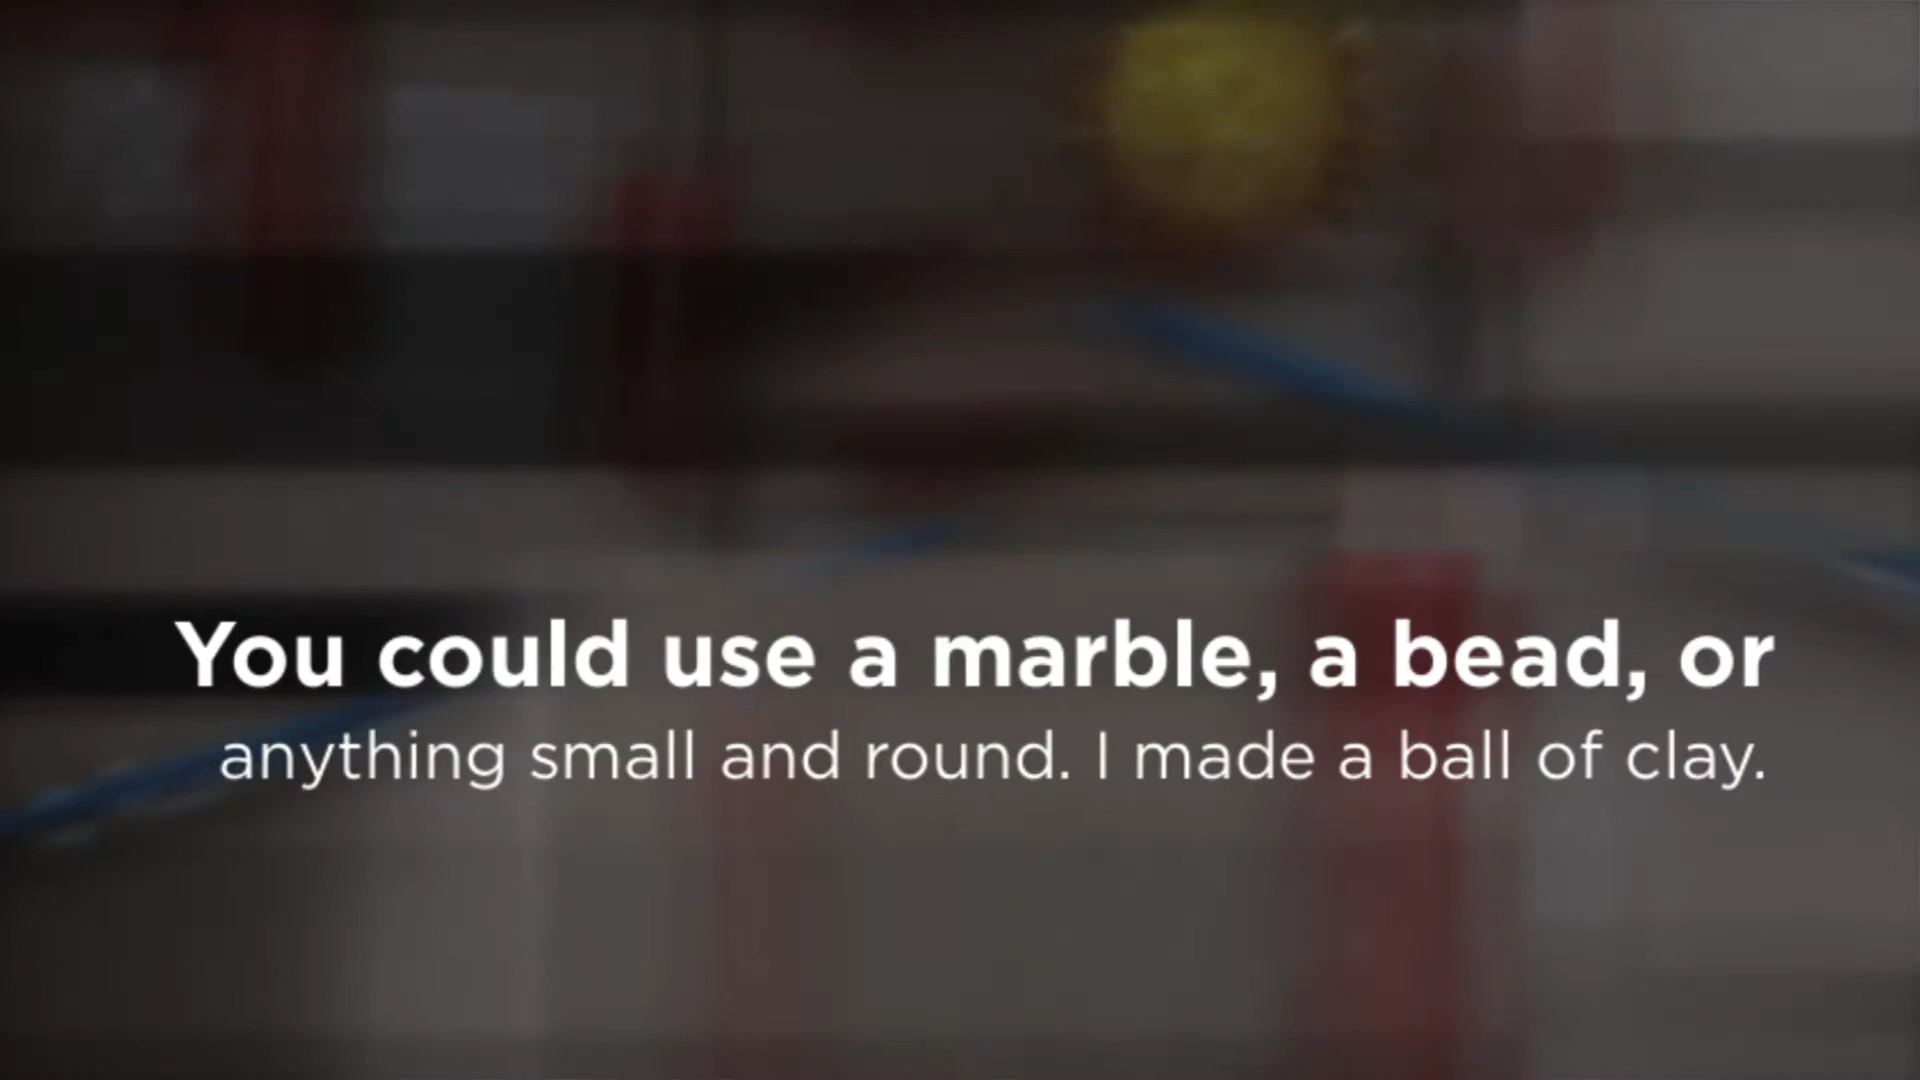 You could use a marble, a bead, or
anything small and round. I made a ball of clay.